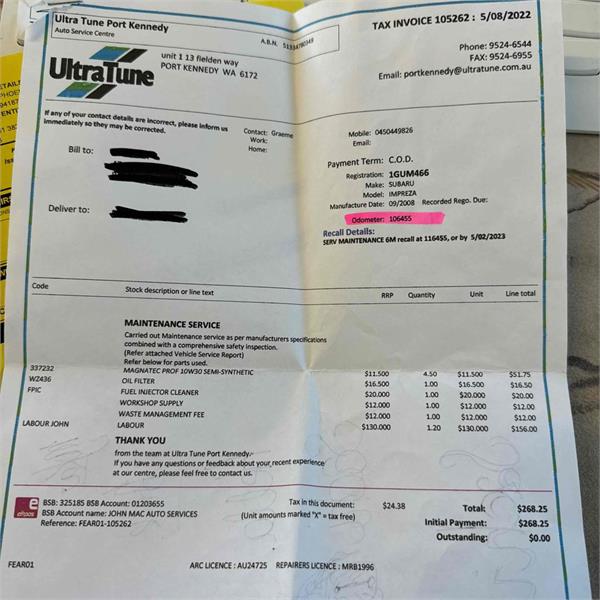 Ultra Tune Port Kennedy
Auto Service Centre
A.B.N.
TAX INVOICE 105262 : 5/08/2022
UltraTune
unit 1 13 fielden way
PORT KENNEDY WA 6172
Phone: 9524-6544
FAX: 9524-6955
Email: portkennedy@ultratune.com.au
If any of your contact details are incorrect, please inform us
immediately so they may be corrected.
Contact: Graeme
Work:
Home:
Mobile: 0450449826
Email:
Bill to:
Deliver to:
Payment Term: C.O.D.
Registration: 1GUM466
Make: SUBARU
Model: IMPREZA
Manufacture Date: 09/2008 Recorded Rego. Due:
Odometer: 106455
Recall Details:
SERV MAINTENANCE 6M recall at 116455, or by 5/02/2023
Code Stock description or line text RRP Quantity Unit Line total
MAINTENANCE SERVICE
Carried out Maintenance service as per manufacturers specifications
combined with a comprehensive safety inspection.
(Refer attached Vehicle Service Report)
Refer below for parts used.
337232 MAGNATEC PROF 10W30 SEMI-SYNTHETIC $11.500 4.50 $11.500 $51.75
WZ436 OIL FILTER $16.500 1.00 $16.500 $16.50
FPIC FUEL INJECTOR CLEANER $20.000 1.00 $20.000 $20.00
WORKSHOP SUPPLY $12.000 1.00 $12.000 $12.00
WASTE MANAGEMENT FEE $12.000 1.00 $12.000 $12.00
LABOUR JOHN LABOUR $130.000 1.20 $130.000 $156.00
THANK YOU
from the team at Ultra Tune Port Kennedy.
If you have any questions or feedback about your recent experience
at our centre, please feel free to contact us.
e
eftpos
BSB: 325185 BSB Account: 01203655
BSB Account name: JOHN MAC AUTO SERVICES
Reference: FEAR01-105262
Tax in this document: $24.38
(Unit amounts marked "X" = tax free)
Total: $268.25
Initial Payment: $268.25
Outstanding: $0.00
FEAR01
ARC LICENCE : AU24725 REPAIRERS LICENCE : MRB1996